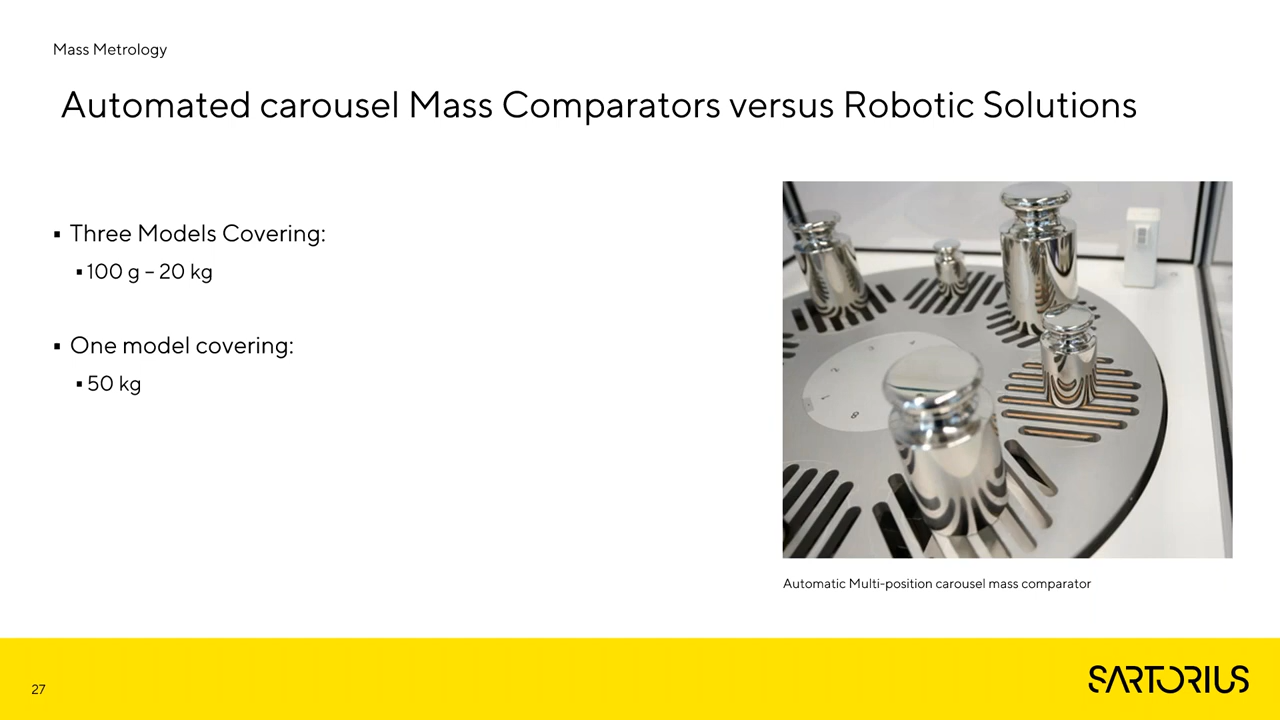 Mass Metrology
Automated carousel Mass Comparators versus Robotic Solutions
▪ Three Models Covering:
▪ 100 g – 20 kg
▪ One model covering:
▪ 50 kg
Automatic Multi-position carousel mass comparator
27
SARTORIUS